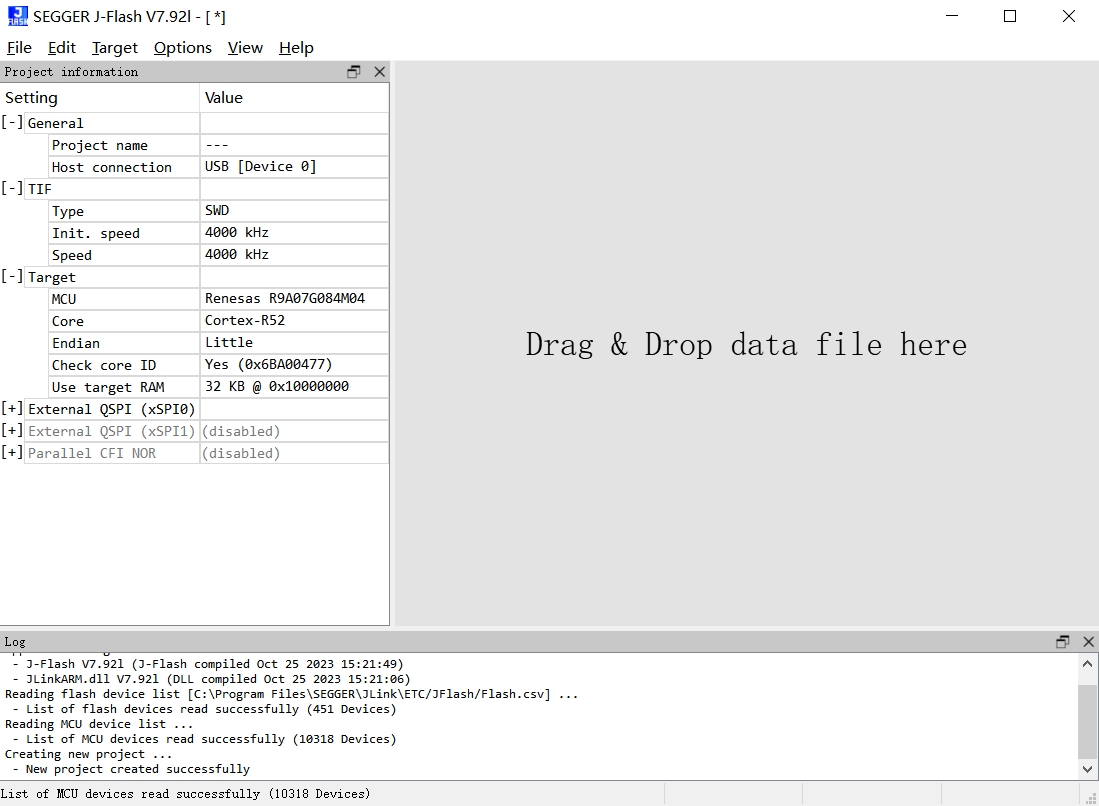 SEGGER J-Flash V7.92l - [ *]
File Edit Target Options View Help
Project information
Setting Value
[-] General
Project name ---
Host connection USB [Device 0]
[-] TIF
Type SWD
Init. speed 4000 kHz
Speed 4000 kHz
[-] Target
MCU Renesas R9A07G084M04
Core Cortex-R52
Endian Little
Check core ID Yes (0x6BA00477)
Use target RAM 32 KB @ 0x10000000
[+] External QSPI (xSPI0)
[+] External QSPI (xSPI1) (disabled)
[+] Parallel CFI NOR (disabled)
Drag & Drop data file here
Log
- J-Flash V7.92l (J-Flash compiled Oct 25 2023 15:21:49)
- JLinkARM.dll V7.92l (DLL compiled Oct 25 2023 15:21:06)
Reading flash device list [C:\Program Files\SEGGER\JLink\ETC/JFlash/Flash.csv] ...
- List of flash devices read successfully (451 Devices)
Reading MCU device list ...
- List of MCU devices read successfully (10318 Devices)
Creating new project ...
- New project created successfully
List of MCU devices read successfully (10318 Devices)